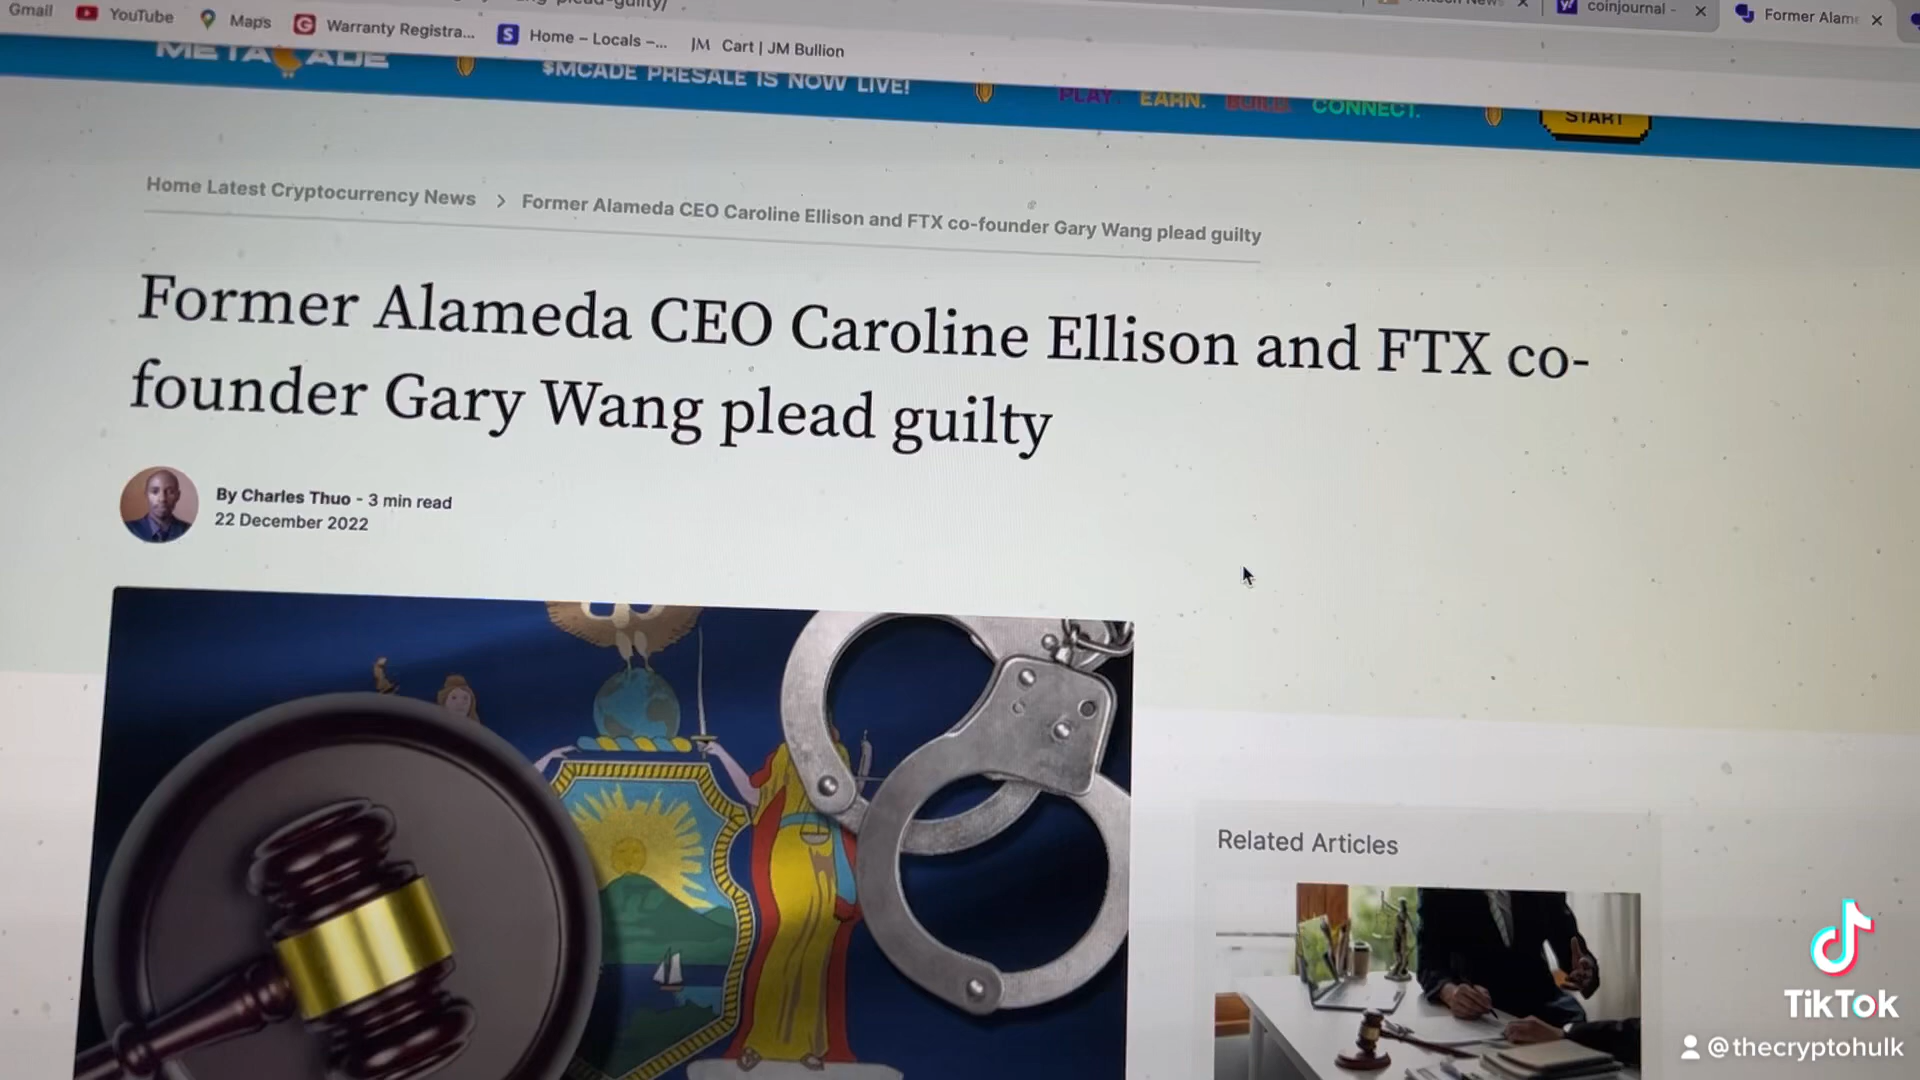 Gmail YouTube Maps Warranty Registra... Home – Locals –... JM Cart | JM Bullion
coinjournal -
Former Alame
$MCADE PRESALE IS NOW LIVE! PLAY. EARN. BUILD. CONNECT. START
Home Latest Cryptocurrency News > Former Alameda CEO Caroline Ellison and FTX co-founder Gary Wang plead guilty
Former Alameda CEO Caroline Ellison and FTX co-
founder Gary Wang plead guilty
By Charles Thuo - 3 min read
22 December 2022
Related Articles
TikTok
@thecryptohulk